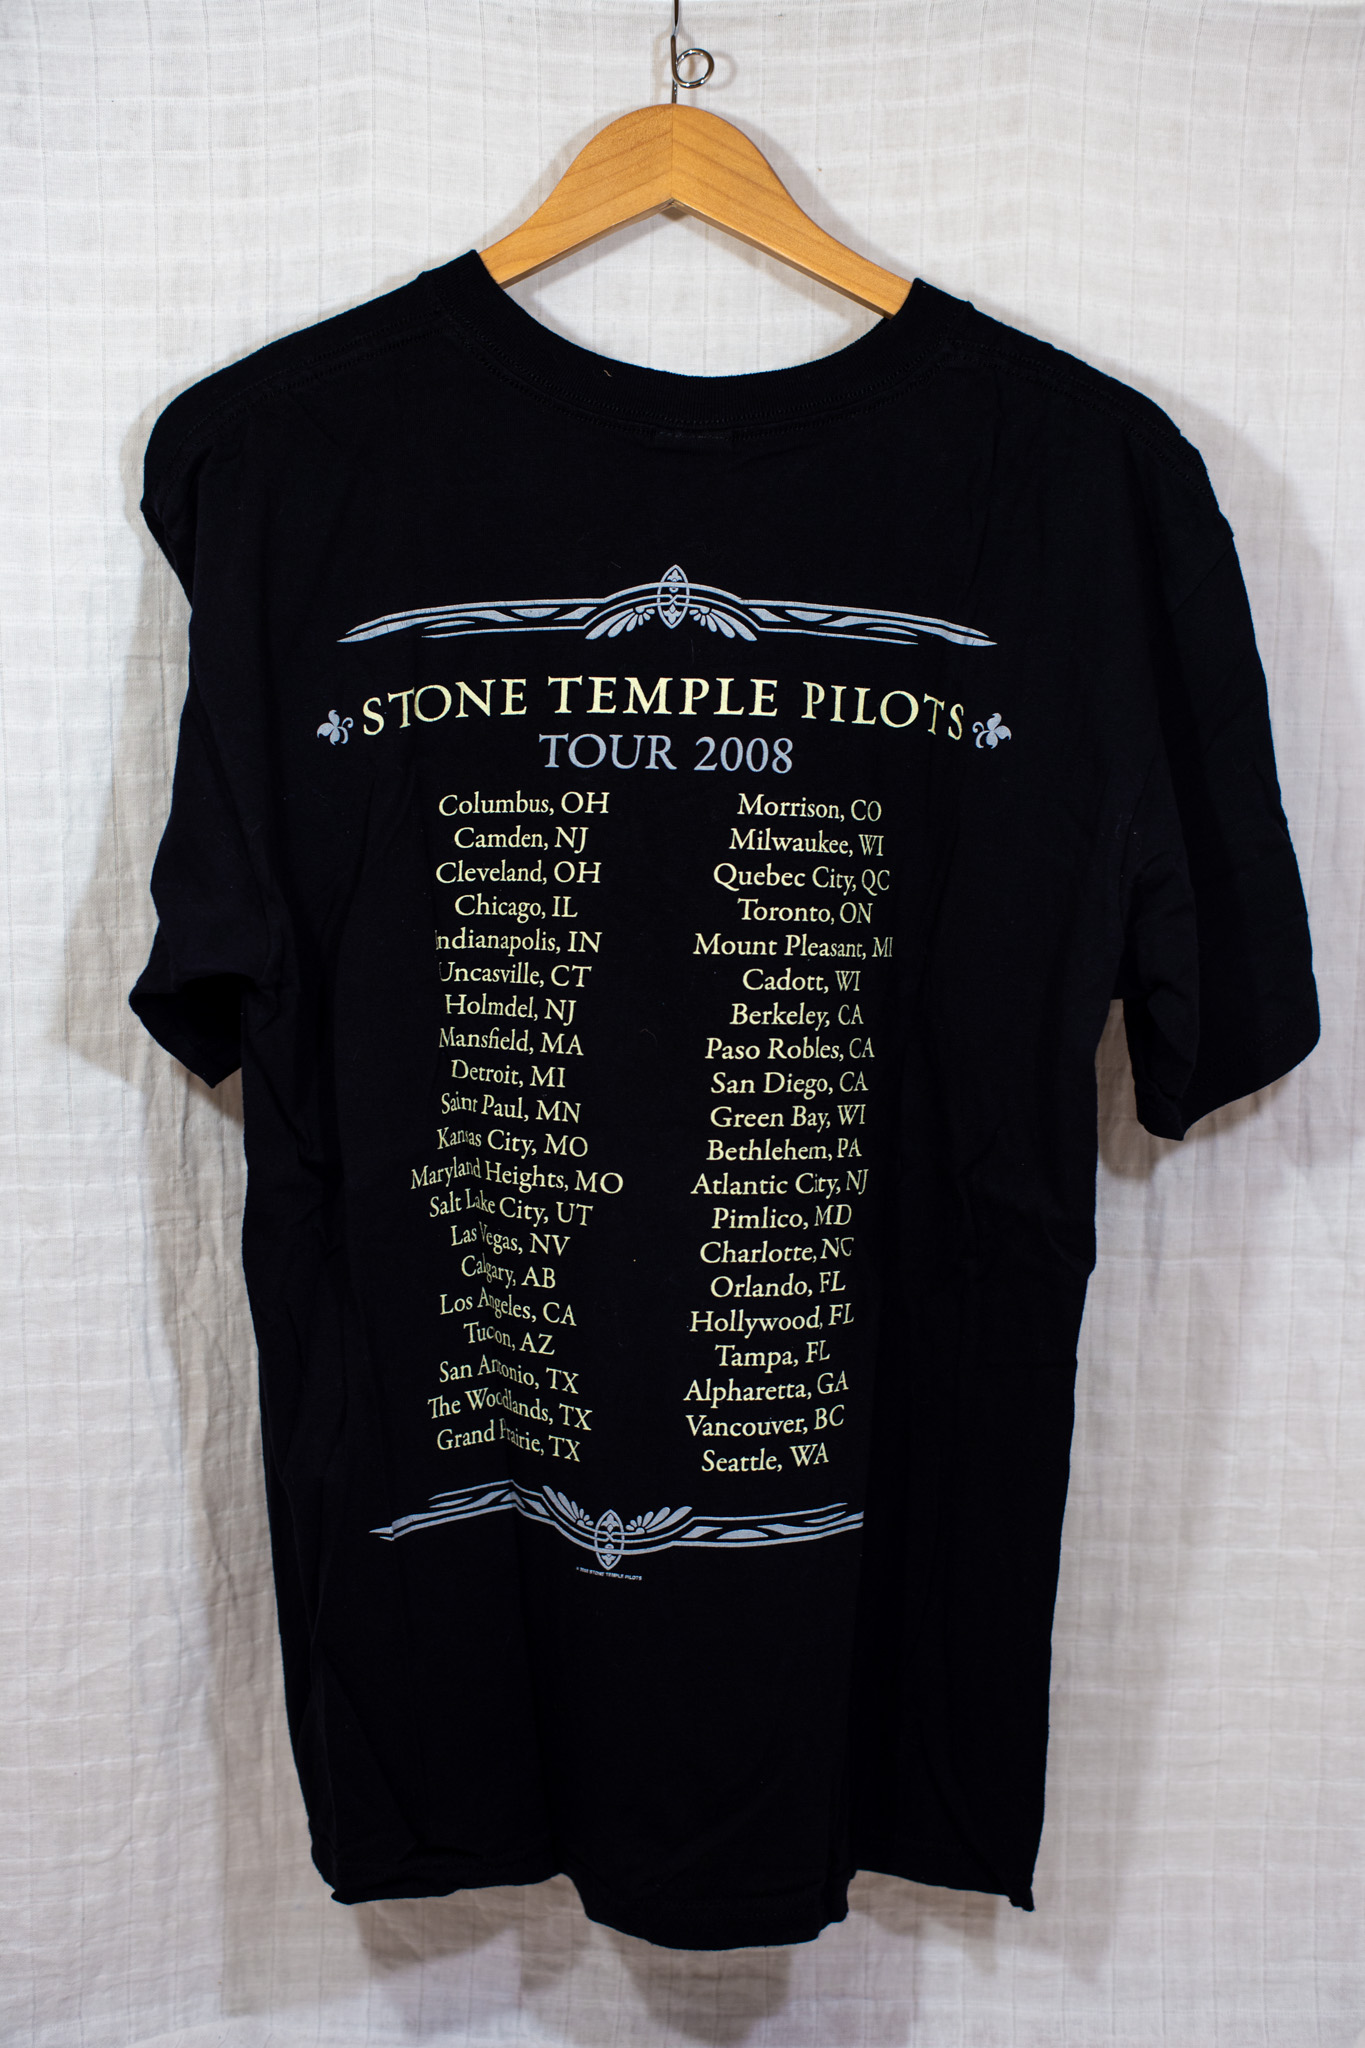 STONE TEMPLE PILOTS
TOUR 2008
Columbus, OH
Camden, NJ
Cleveland, OH
Chicago, IL
Indianapolis, IN
Uncasville, CT
Holmdel, NJ
Mansfield, MA
Detroit, MI
Saint Paul, MN
Kansas City, MO
Maryland Heights, MO
Salt Lake City, UT
Las Vegas, NV
Calgary, AB
Los Angeles, CA
Tucon, AZ
San Antonio, TX
The Woodlands, TX
Grand Prairie, TX
Morrison, CO
Milwaukee, WI
Quebec City, QC
Toronto, ON
Mount Pleasant, MI
Cadott, WI
Berkeley, CA
Paso Robles, CA
San Diego, CA
Green Bay, WI
Bethlehem, PA
Atlantic City, NJ
Pimlico, MD
Charlotte, NC
Orlando, FL
Hollywood, FL
Tampa, FL
Alpharetta, GA
Vancouver, BC
Seattle, WA
STONE TEMPLE PILOTS